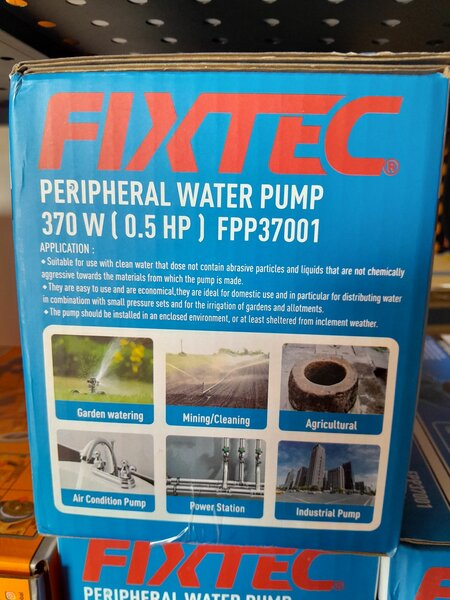 FIXTEC®
PERIPHERAL WATER PUMP
370 W ( 0.5 HP ) FPP37001
APPLICATION :
Suitable for use with clean water that dose not contain abrasive particles and liquids that are not chemically
aggressive towards the materials from which the pump is made.
They are easy to use and are economical,they are ideal for domestic use and in particular for distributing water
in combinatiom with small pressure sets and for the irrigation of gardens and allotments.
The pump should be installed in an enclosed environment, or at least sheltered from inclement weather.
Garden watering
Mining/Cleaning
Agricultural
Air Condition Pump
Power Station
Industrial Pump
FPP37001
FIXTEC
PERIPHERAL WATER PUMP